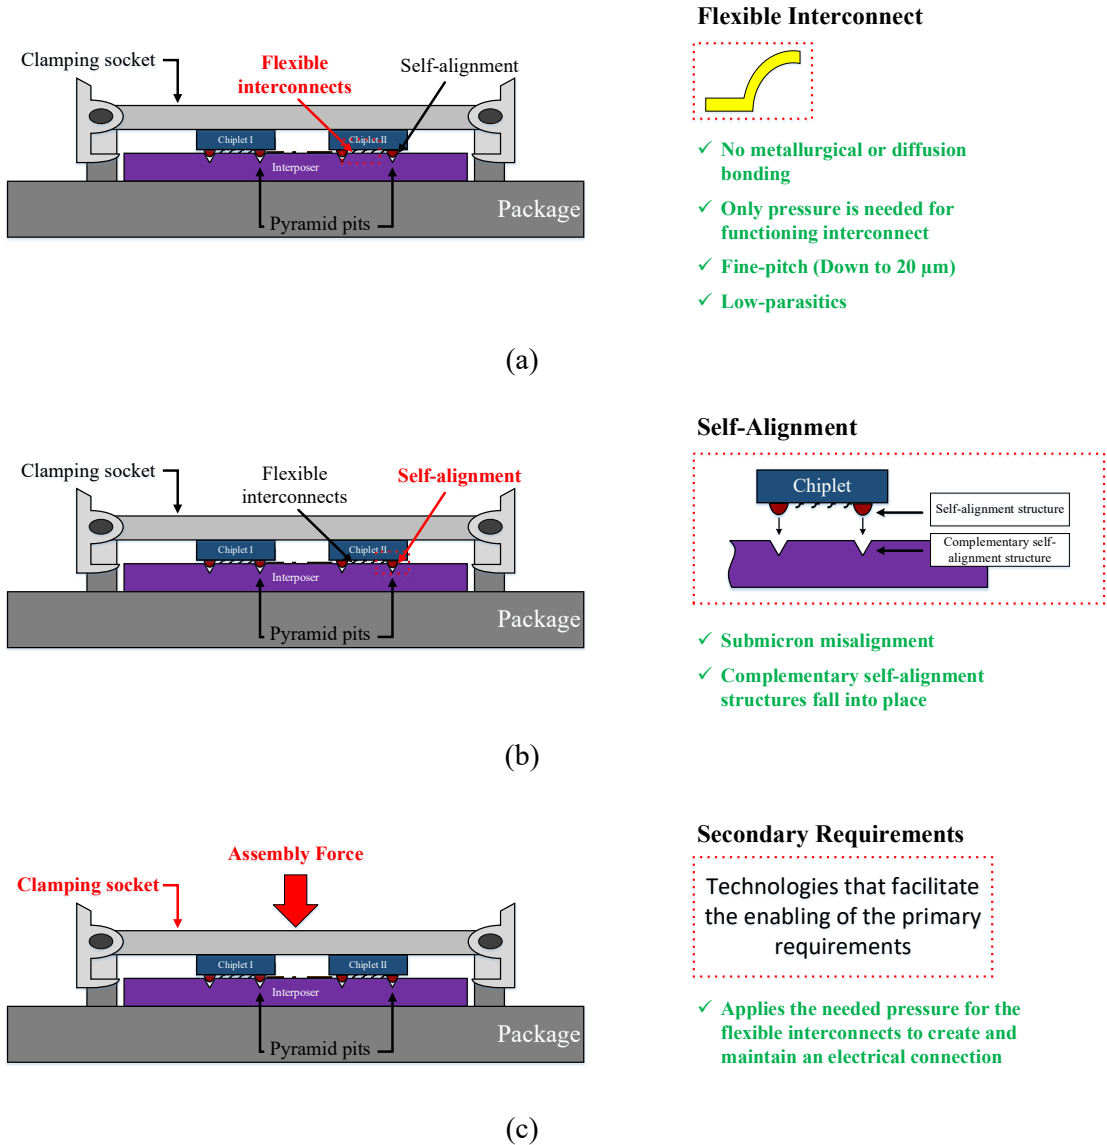 Flexible Interconnect
Clamping socket
Flexible
interconnects
Self-alignment
Chiplet I
Chiplet II
Interposer
Package
Pyramid pits
✓ No metallurgical or diffusion
bonding
✓ Only pressure is needed for
functioning interconnect
✓ Fine-pitch (Down to 20 µm)
✓ Low-parasitics
(a)
Self-Alignment
Clamping socket
Flexible
interconnects
Self-alignment
Chiplet I
Chiplet II
Interposer
Package
Pyramid pits
Chiplet
Self-alignment structure
Complementary self-
alignment structure
✓ Submicron misalignment
✓ Complementary self-alignment
structures fall into place
(b)
Secondary Requirements
Assembly Force
Clamping socket
Chiplet I
Chiplet II
Interposer
Package
Pyramid pits
Technologies that facilitate
the enabling of the primary
requirements
✓ Applies the needed pressure for the
flexible interconnects to create and
maintain an electrical connection
(c)